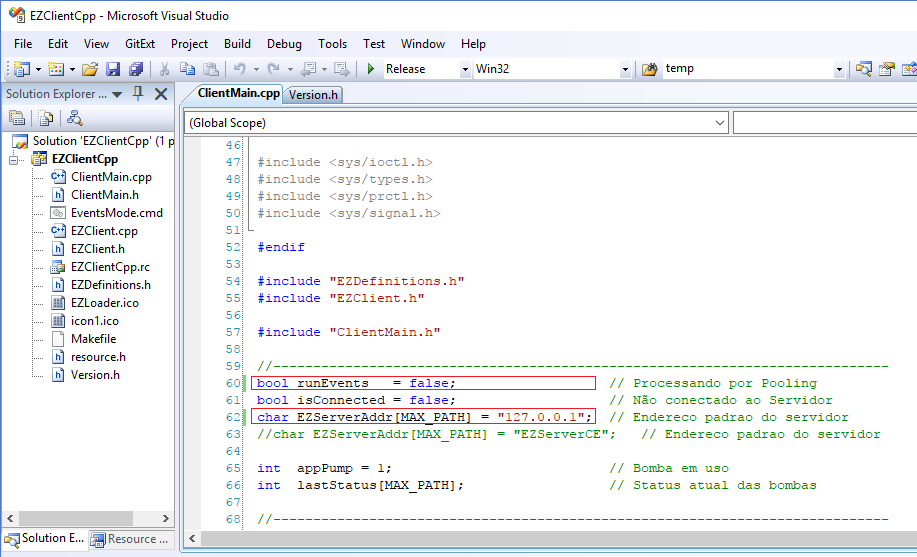 EZClientCpp - Microsoft Visual Studio
File Edit View GitExt Project Build Debug Tools Test Window Help
Release Win32 temp
Solution Explorer ...
ClientMain.cpp Version.h
(Global Scope)
Solution 'EZClientCpp' (1 p
EZClientCpp
ClientMain.cpp
ClientMain.h
EventsMode.cmd
EZClient.cpp
EZClient.h
EZClientCpp.rc
EZDefinitions.h
EZLoader.ico
icon1.ico
Makefile
resource.h
Version.h
Solution E... Resource ...
46
47 #include <sys/ioctl.h>
48 #include <sys/types.h>
49 #include <sys/prctl.h>
50 #include <sys/signal.h>
51
52 #endif
53
54 #include "EZDefinitions.h"
55 #include "EZClient.h"
56
57 #include "ClientMain.h"
58
59 //-----------------------------------------------------------------------------
60 bool runEvents   = false; // Processando por Pooling
61 bool isConnected = false; // Não conectado ao Servidor
62 char EZServerAddr[MAX_PATH] = "127.0.0.1"; // Endereco padrao do servidor
63 //char EZServerAddr[MAX_PATH] = "EZServerCE"; // Endereco padrao do servidor
64
65 int  appPump = 1; // Bomba em uso
66 int  lastStatus[MAX_PATH]; // Status atual das bombas
67
68 //-----------------------------------------------------------------------------